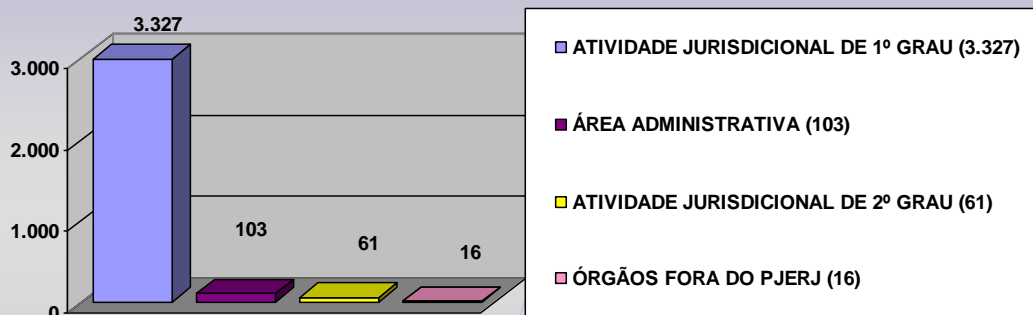 3.327
3.000
2.000
1.000
0
103
61
16
ATIVIDADE JURISDICIONAL DE 1º GRAU (3.327)
ÁREA ADMINISTRATIVA (103)
ATIVIDADE JURISDICIONAL DE 2º GRAU (61)
ÓRGÃOS FORA DO PJERJ (16)